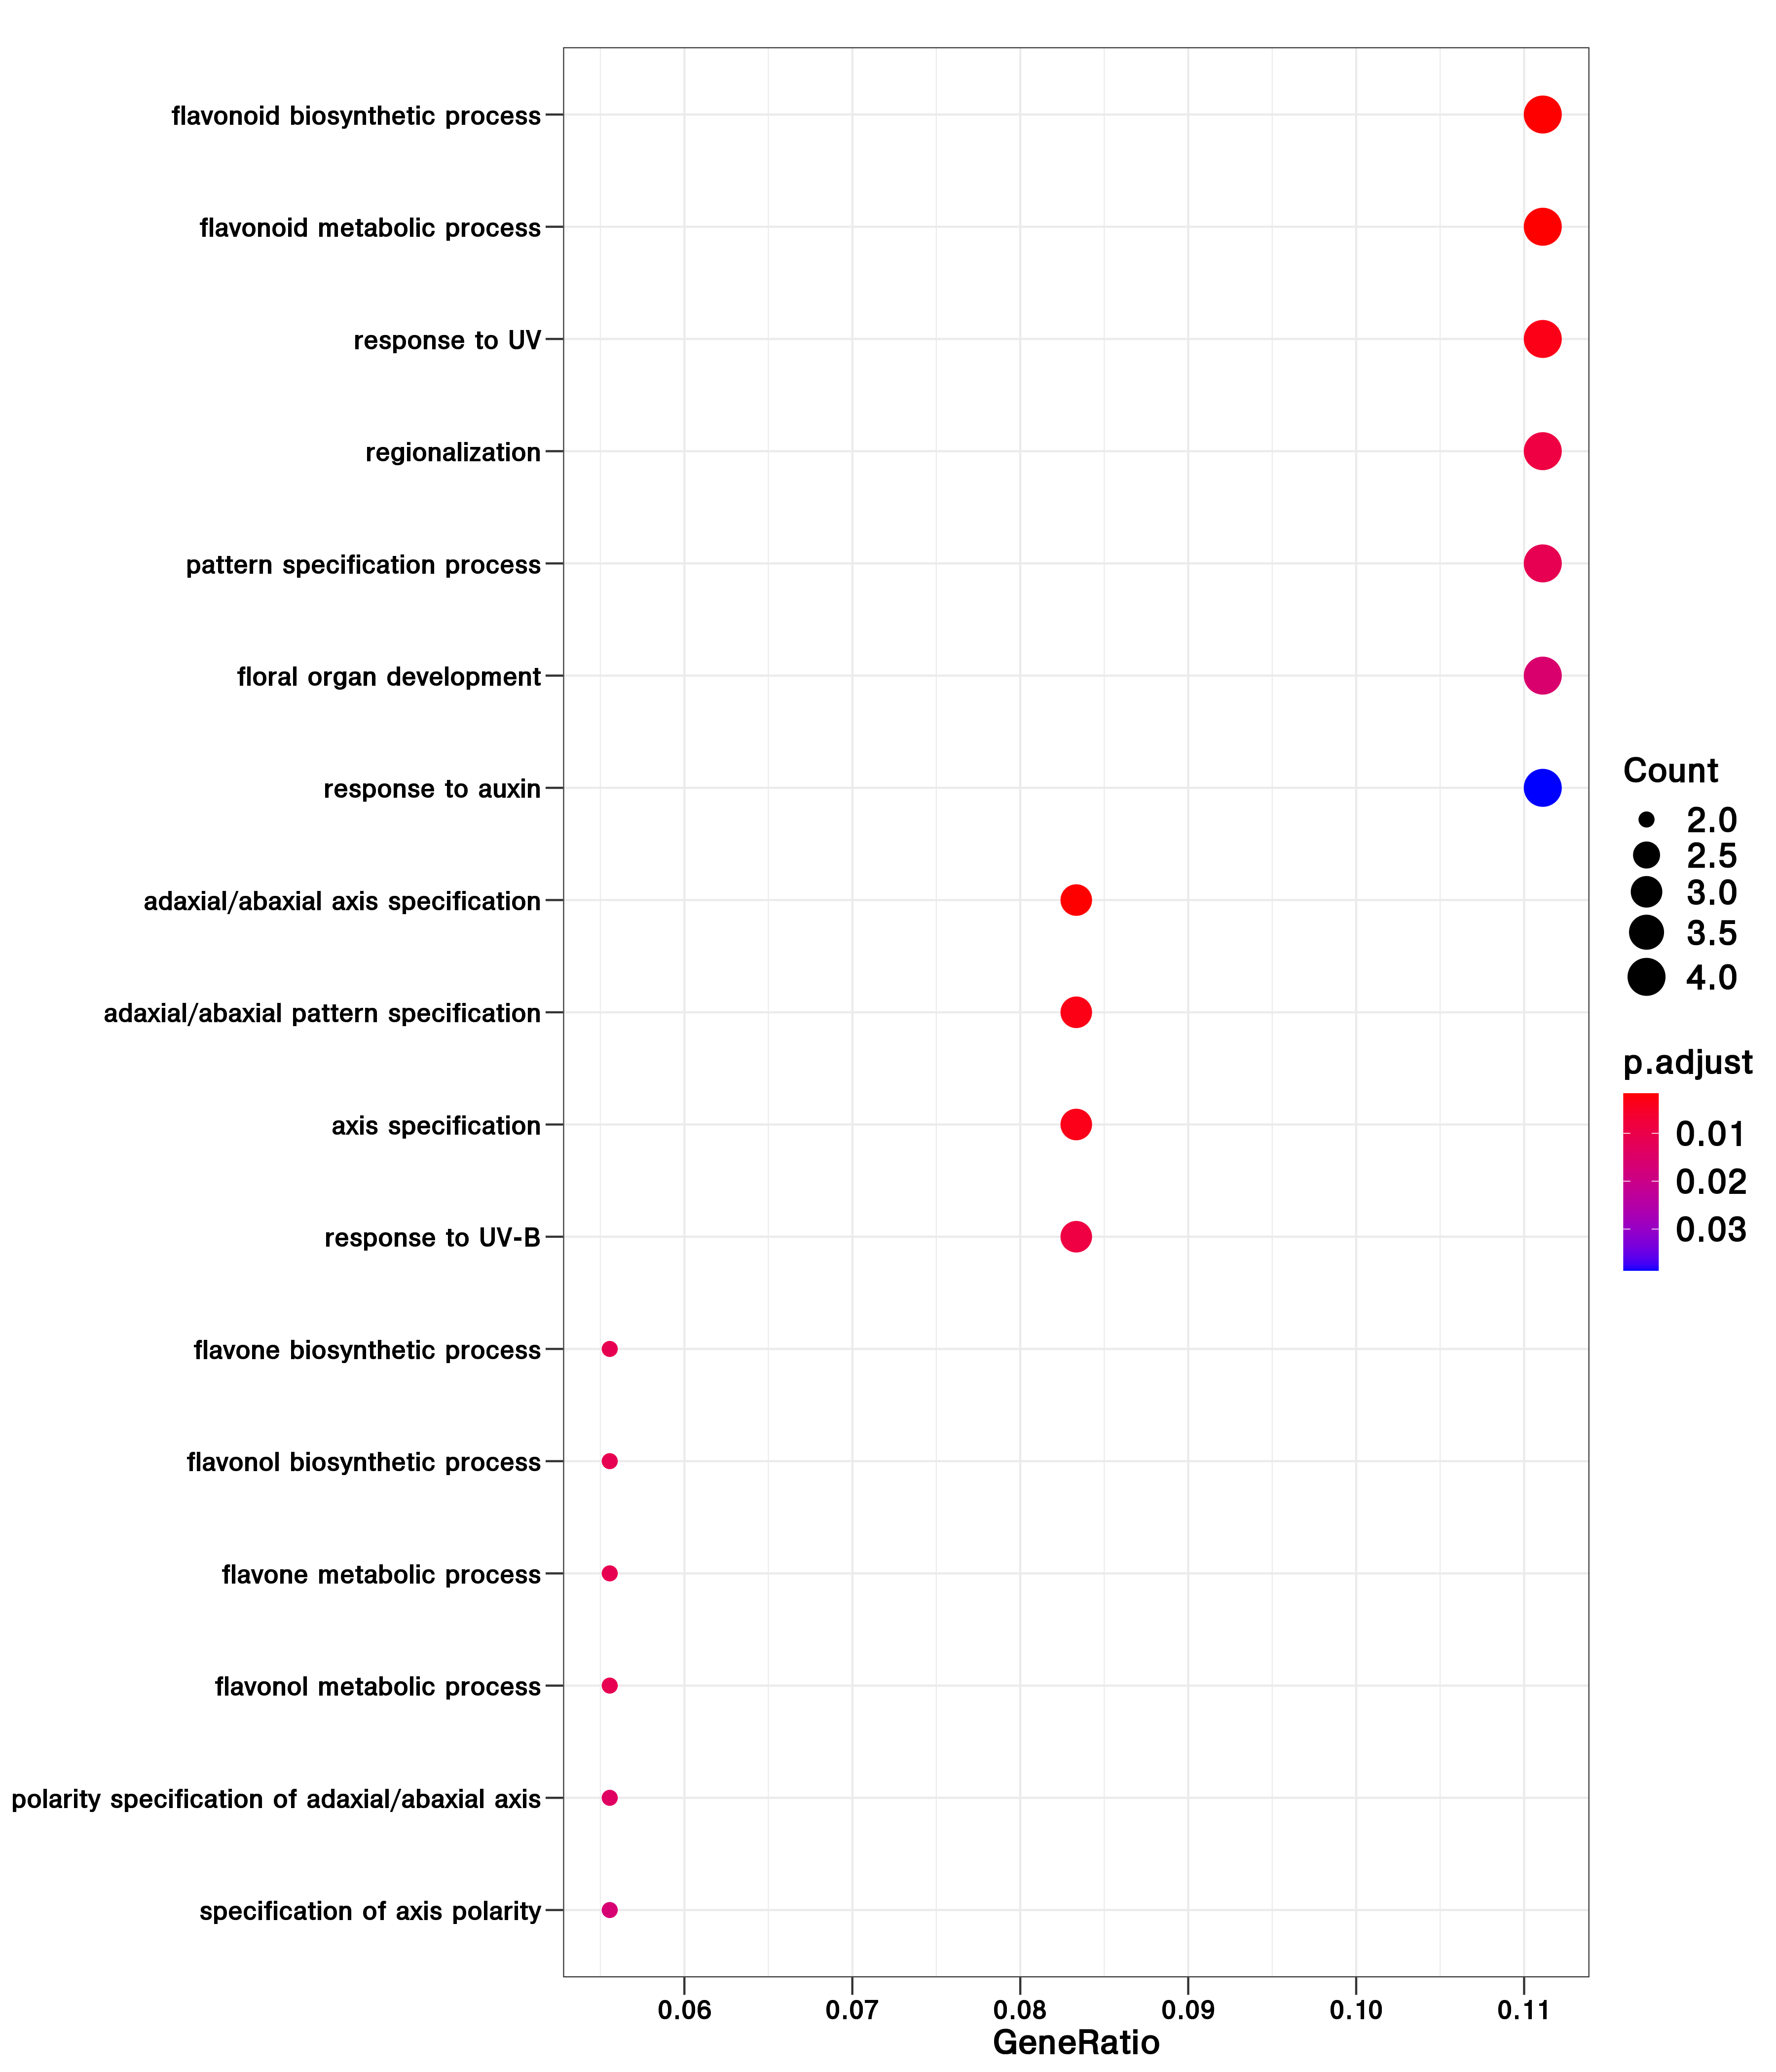 flavonoid biosynthetic process
flavonoid metabolic process
response to UV
regionalization
pattern specification process
floral organ development
response to auxin
adaxial/abaxial axis specification
adaxial/abaxial pattern specification
axis specification
response to UV-B
flavone biosynthetic process
flavonol biosynthetic process
flavone metabolic process
flavonol metabolic process
polarity specification of adaxial/abaxial axis
specification of axis polarity
0.06 0.07 0.08 0.09 0.10 0.11
GeneRatio
Count
2.0
2.5
3.0
3.5
4.0
p.adjust
0.01
0.02
0.03